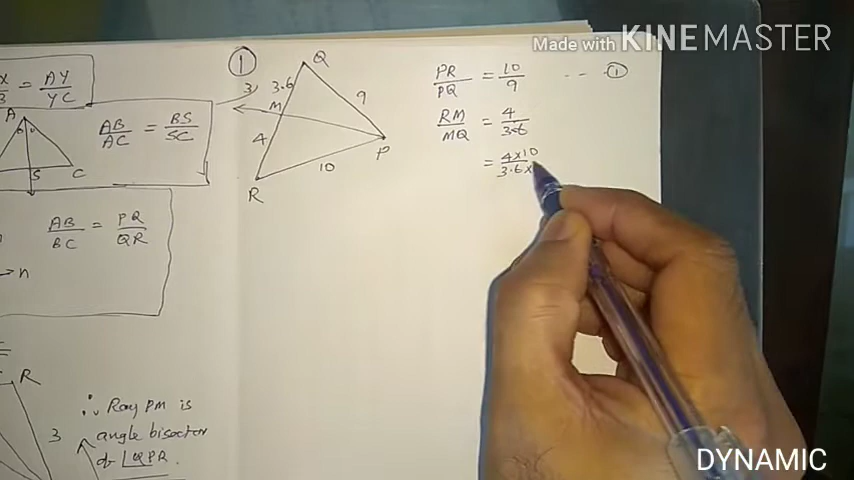 Made with KINEMASTER
X/3 = AY/YC
A
S
C
AB/AC = BS/SC
AB/BC = PQ/QR
n
R
3
∴ Ray PM is
angle bisector
of ∠QPR.
①
3)
Q
3.6
M
9
4
P
10
R
PR/PQ = 10/9 -- ①
RM/MQ = 4/3.6
= 4×10/3.6×
DYNAMIC